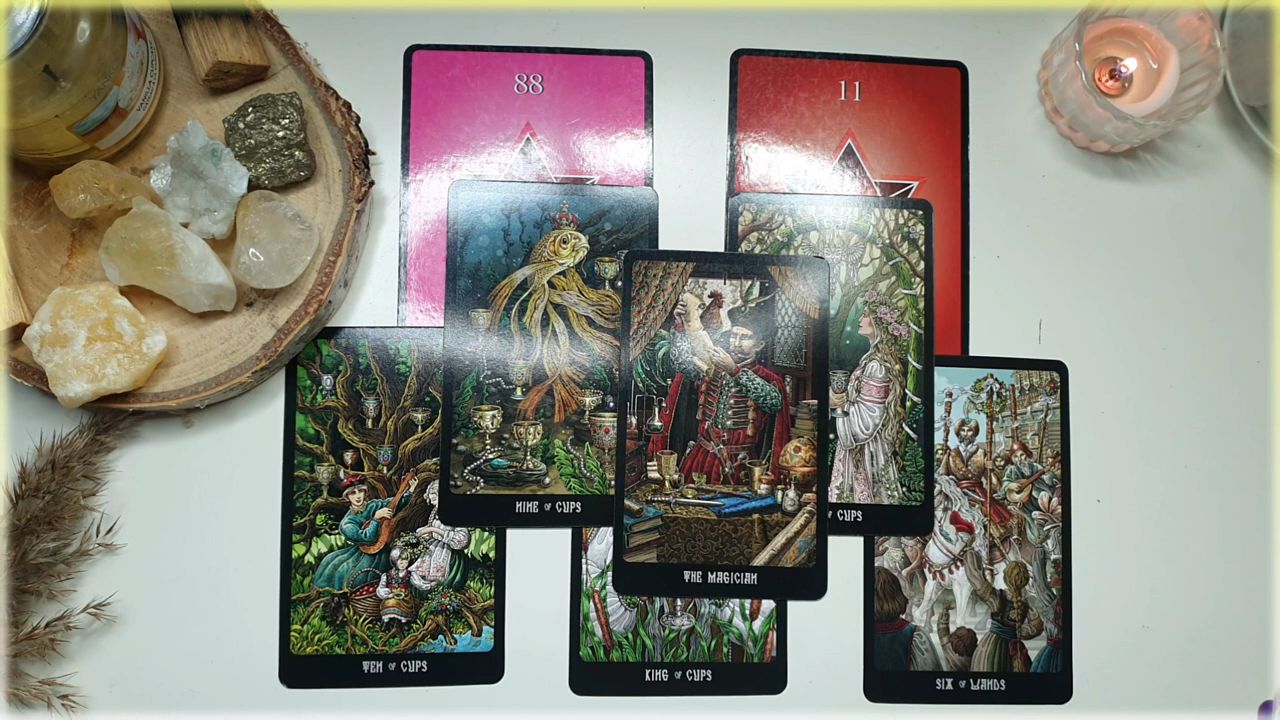 88
11
NINE OF CUPS
OF CUPS
THE MAGICIAN
TEN OF CUPS
KING OF CUPS
SIX OF WANDS